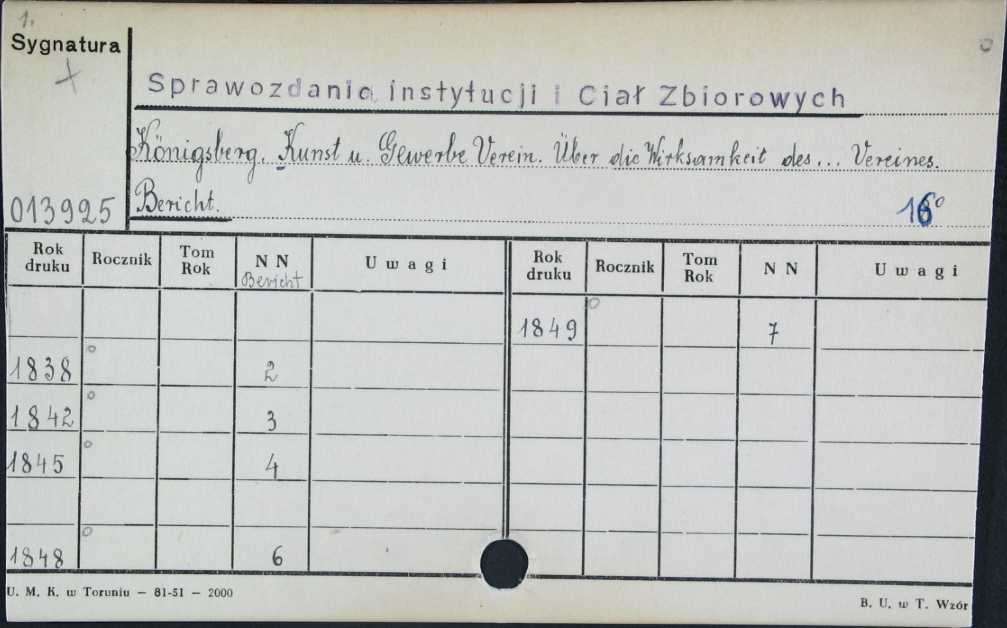 1.
Sygnatura
Sprawozdania instytucji i Ciał Zbiorowych
Königsberg. Kunst u. Gewerbe Verein. Über die Wirksamkeit des... Vereines.
013925 Bericht. 16°
Rok druku Rocznik Tom Rok N N Bericht Uwagi Rok druku Rocznik Tom Rok N N Uwagi
1849 ° 7
1838 ° 2
1842 ° 3
1845 ° 4
1848 ° 6
U. M. K. w Toruniu — 81-51 — 2000 B. U. w T. Wzór